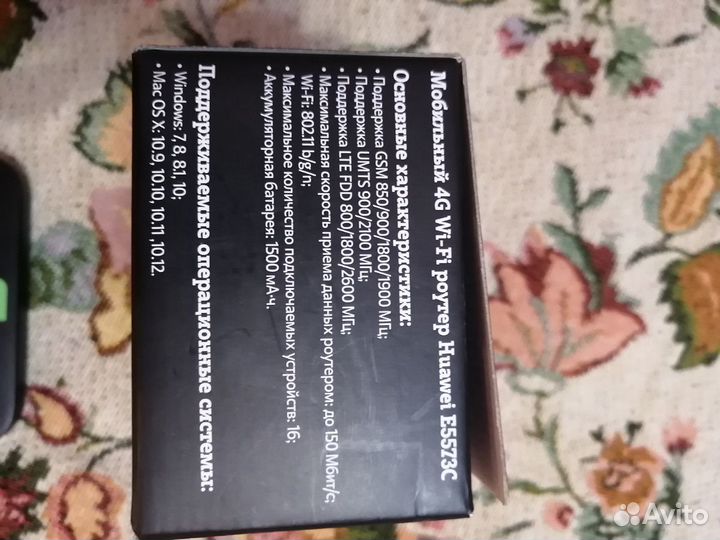 Мобильный 4G Wi-Fi роутер Huawei E5573C
Основные характеристики:
• Поддержка GSM 850/900/1800/1900 МГц;
• Поддержка UMTS 900/2100 МГц;
• Поддержка LTE FDD 800/1800/2600 МГц;
• Максимальная скорость приема данных роутером: до 150 Мбит/с;
Wi-Fi: 802.11 b/g/n;
• Максимальное количество подключаемых устройств: 16;
• Аккумуляторная батарея: 1500 мА·ч.
Поддерживаемые операционные системы:
• Windows: 7, 8, 8.1, 10;
• Mac OS X: 10.9, 10.10, 10.11 ,10.12.
Avito